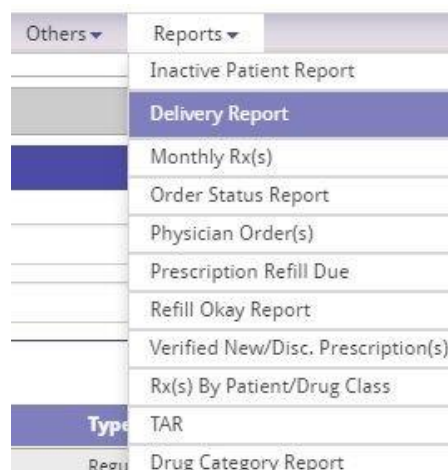 Others Reports
Inactive Patient Report
Delivery Report
Monthly Rx(s)
Order Status Report
Physician Order(s)
Prescription Refill Due
Refill Okay Report
Verified New/Disc. Prescription(s)
Rx(s) By Patient/Drug Class
Type TAR
Regu Drug Category Report